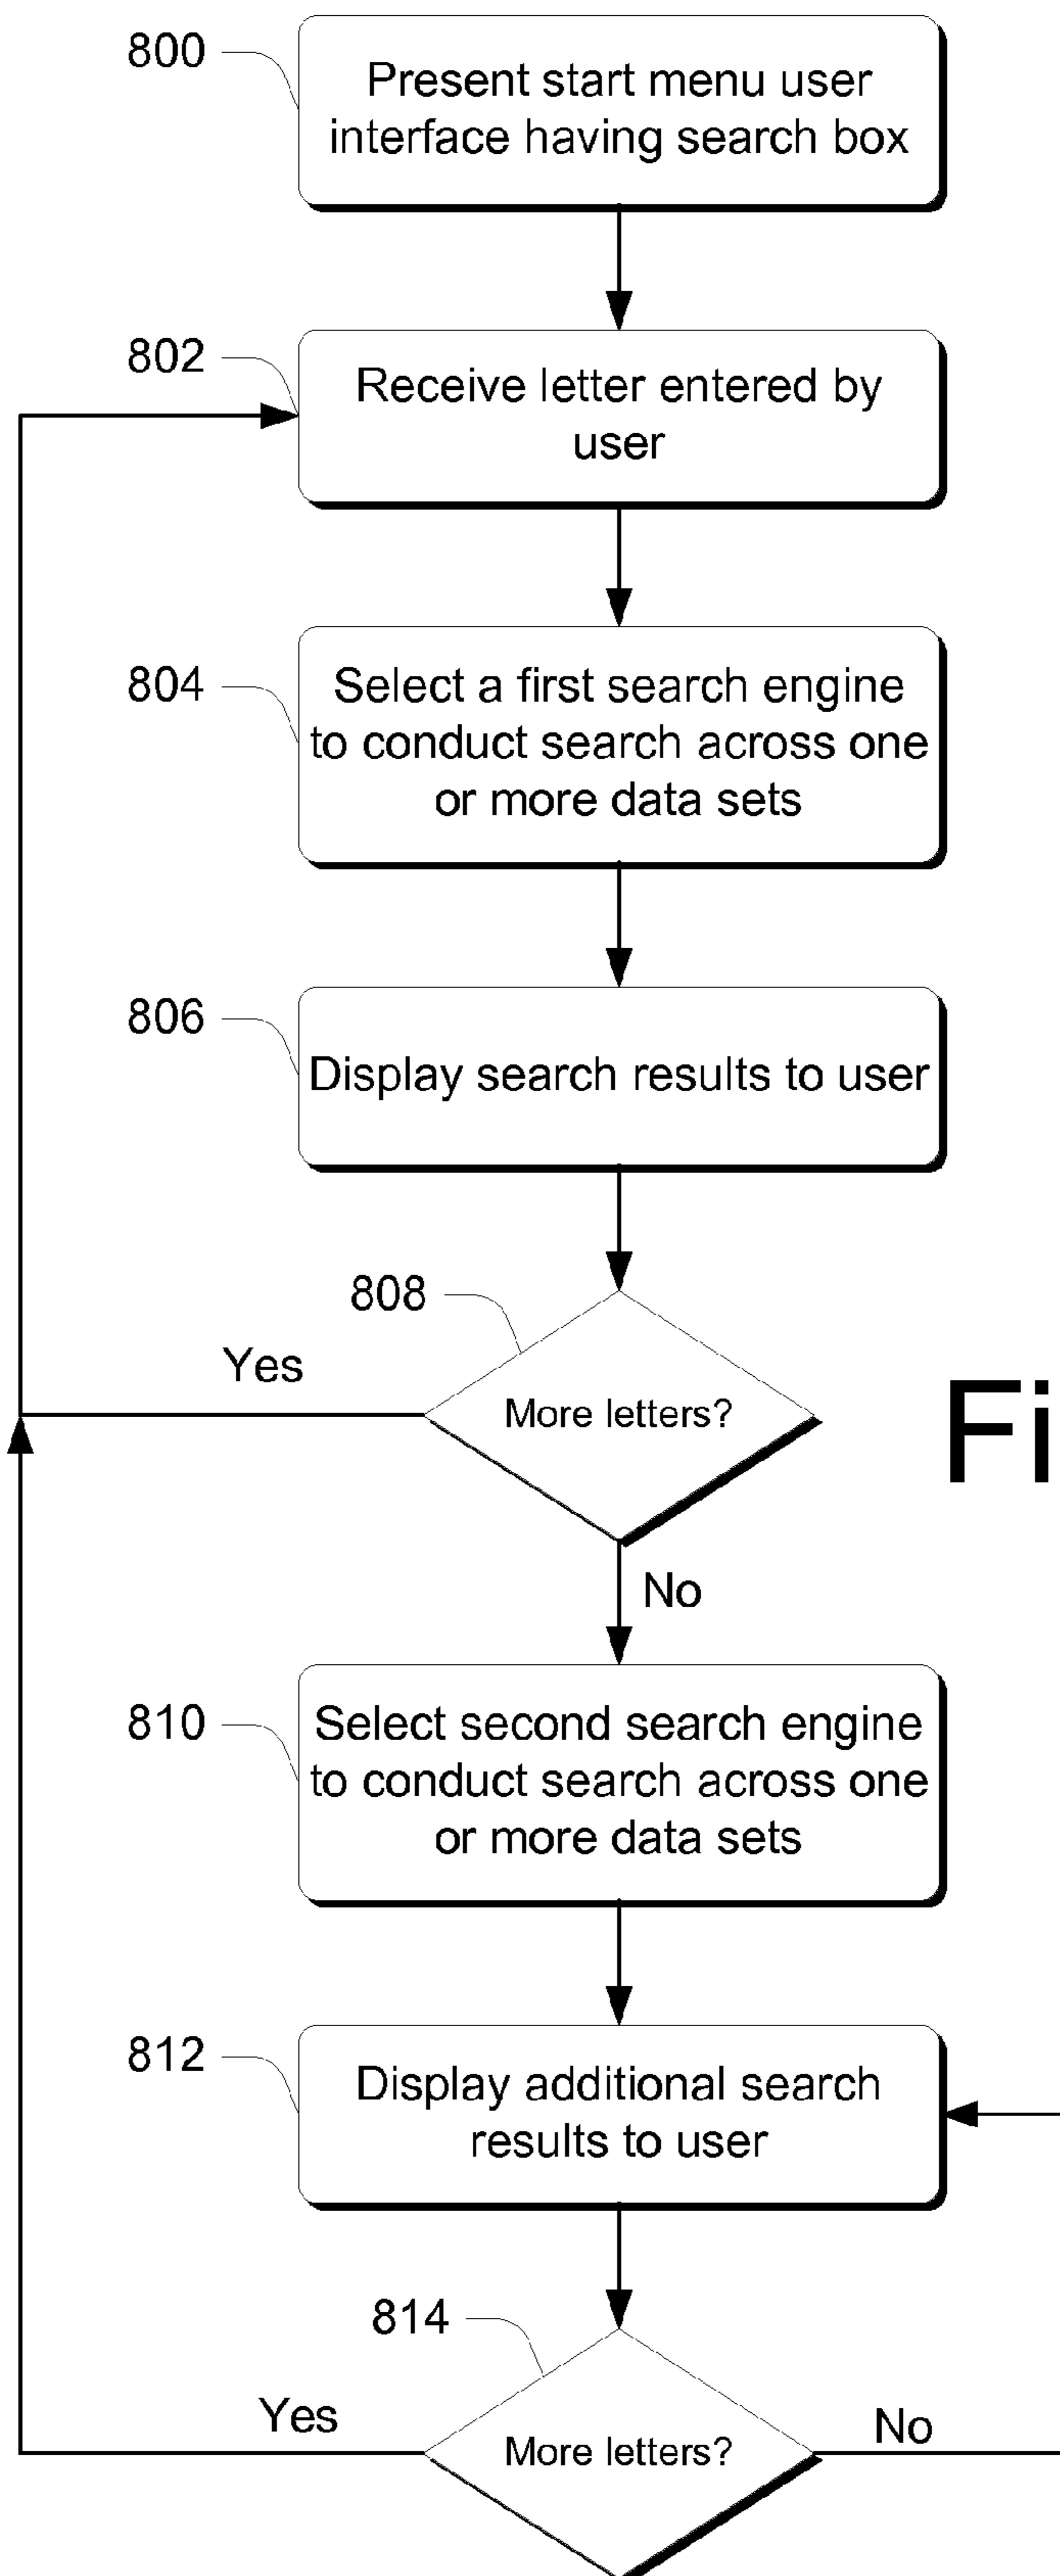 800
Present start menu user
interface having search box
802
Receive letter entered by
user
804
Select a first search engine
to conduct search across one
or more data sets
806
Display search results to user
808
Yes
More letters?
Fi
No
810
Select second search engine
to conduct search across one
or more data sets
812
Display additional search
results to user
814
Yes
More letters?
No